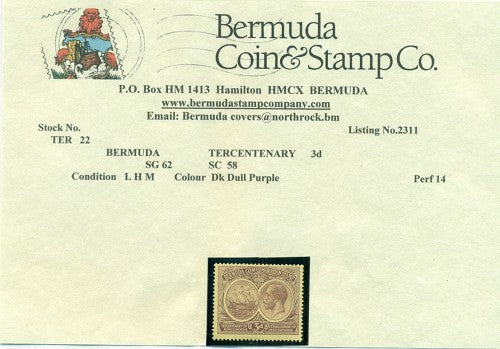 Bermuda
Coin&Stamp Co.
P.O. Box HM 1413 Hamilton HMCX BERMUDA
www.bermudastampcompany.com
Email: Bermuda covers@northrock.bm
Stock No. Listing No.2311
TER 22
BERMUDA TERCENTENARY 3d
SG 62 SC 58
Condition L H M Colour Dk Dull Purple Perf 14
3d